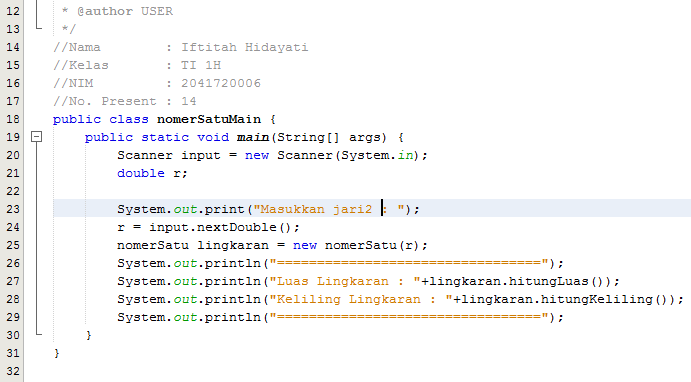 12 * @author USER
13 */
14 //Nama : Iftitah Hidayati
15 //Kelas : TI 1H
16 //NIM : 2041720006
17 //No. Present : 14
18 public class nomerSatuMain {
19 public static void main(String[] args) {
20 Scanner input = new Scanner(System.in);
21 double r;
22
23 System.out.print("Masukkan jari2 : ");
24 r = input.nextDouble();
25 nomerSatu lingkaran = new nomerSatu(r);
26 System.out.println("=================================");
27 System.out.println("Luas Lingkaran : "+lingkaran.hitungLuas());
28 System.out.println("Keliling Lingkaran : "+lingkaran.hitungKeliling());
29 System.out.println("=================================");
30 }
31 }
32